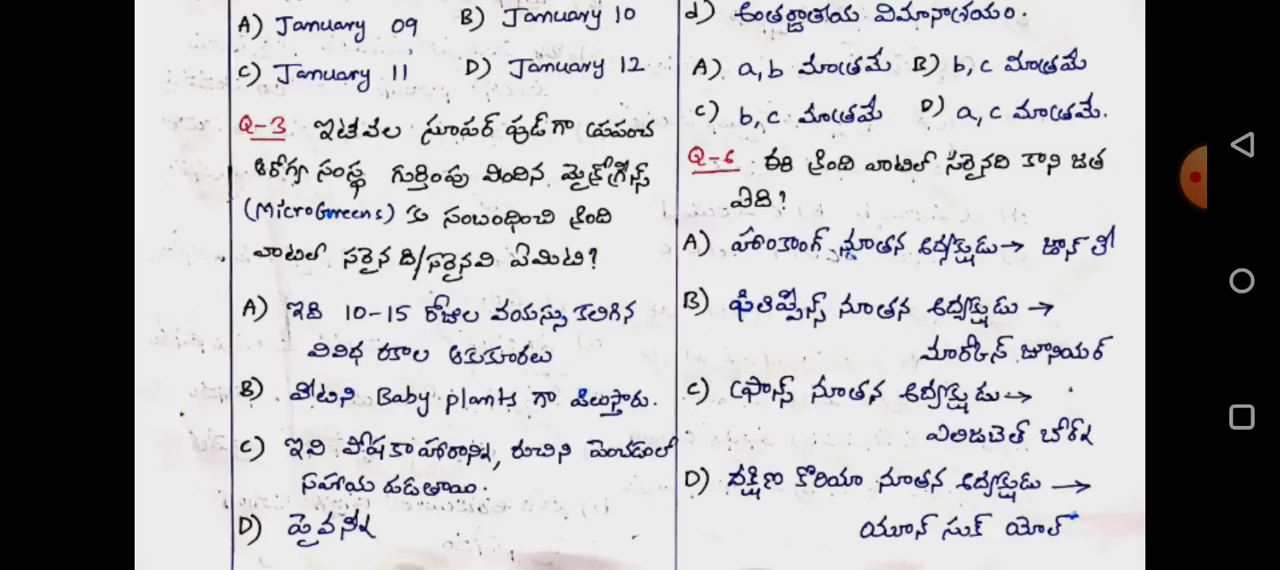 A) January 09 B) January 10
C) January 11 D) January 12
Q-3 ఇటీవల సూపర్ ఫుడ్ గా ప్రపంచ
ఆరోగ్య సంస్థ గుర్తింపు పొందిన మైక్రోగ్రీన్స్
(MicroGreens) కు సంబంధించి క్రింది
వాటిలో సరైన ది/సరైనవి ఏమిటి?
A) ఇది 10-15 రోజుల వయస్సు కలిగిన
వివిధ రకాల ఆకుకూరలు
B) వీటిని Baby plants గా పిలుస్తారు.
C) ఇవి పోషకాహారాన్ని, రుచిని పెంచడంలో
సహాయ పడతాయి.
D) పైవన్నీ
d) అంతర్జాతీయ విమానాశ్రయం.
A) a,b మాత్రమే B) b,c మాత్రమే
C) b,c మాత్రమే D) a,c మాత్రమే.
Q-6 ఈ క్రింది వాటిలో సరైనది కాని జత
ఏది?
A) హాంకాంగ్ నూతన అధ్యక్షుడు → జాన్ లీ
B) ఫిలిప్పీన్స్ నూతన అధ్యక్షుడు →
మార్కోస్ జూనియర్
C) ఫ్రాన్స్ నూతన అధ్యక్షుడు →
ఎలిజబెత్ బోర్న్
D) దక్షిణ కొరియా నూతన అధ్యక్షుడు →
యూన్ సుక్ యోల్